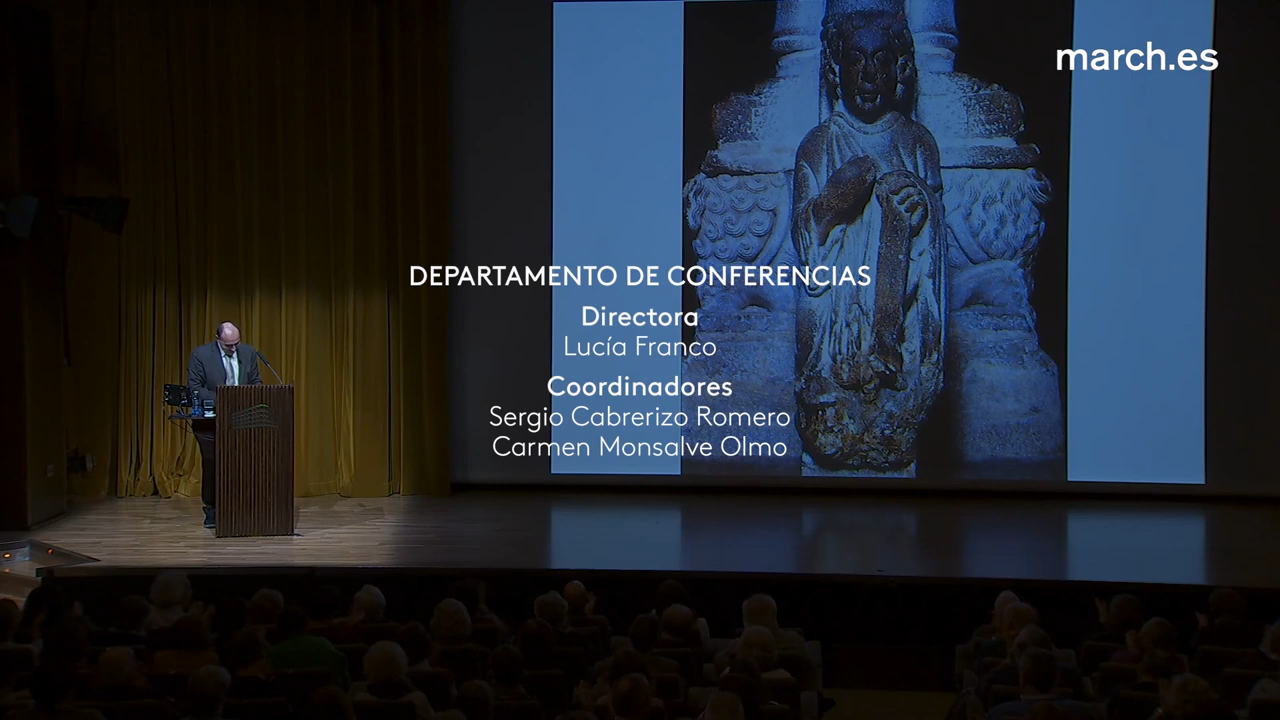 march.es
DEPARTAMENTO DE CONFERENCIAS
Directora
Lucía Franco
Coordinadores
Sergio Cabrerizo Romero
Carmen Monsalve Olmo